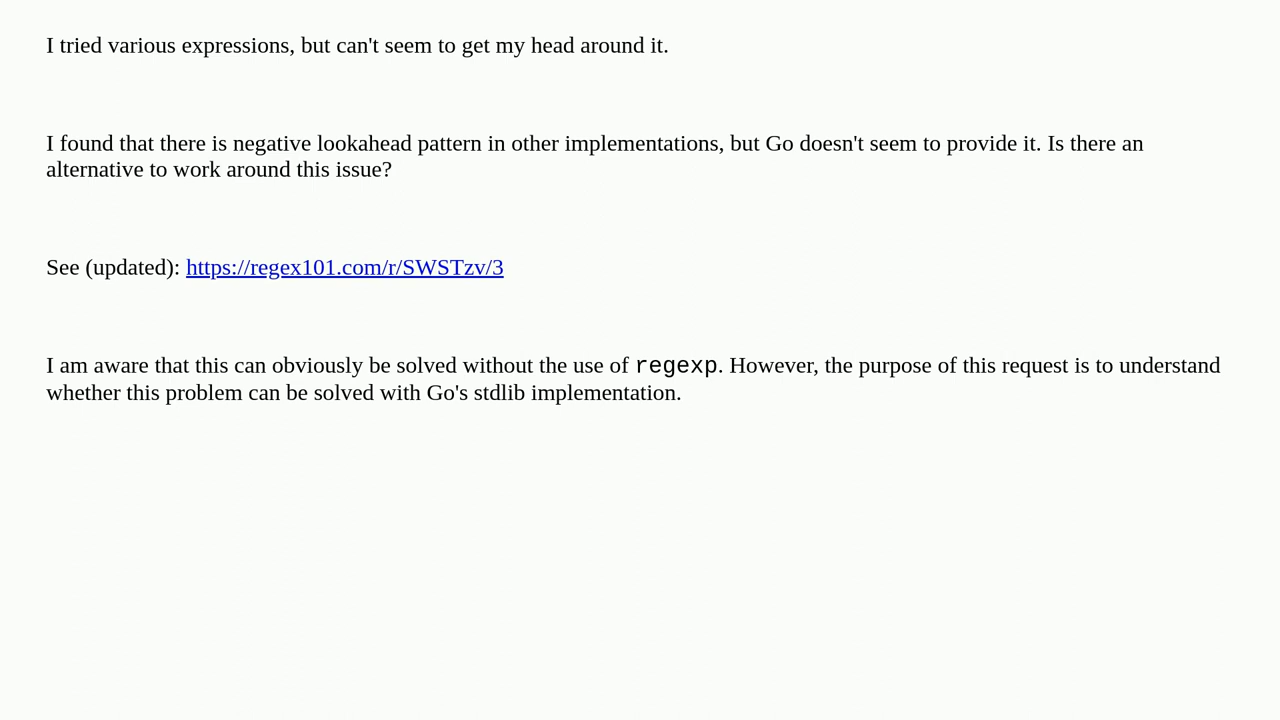 I tried various expressions, but can't seem to get my head around it.
I found that there is negative lookahead pattern in other implementations, but Go doesn't seem to provide it. Is there an
alternative to work around this issue?
See (updated): https://regex101.com/r/SWSTzv/3
I am aware that this can obviously be solved without the use of regexp. However, the purpose of this request is to understand
whether this problem can be solved with Go's stdlib implementation.